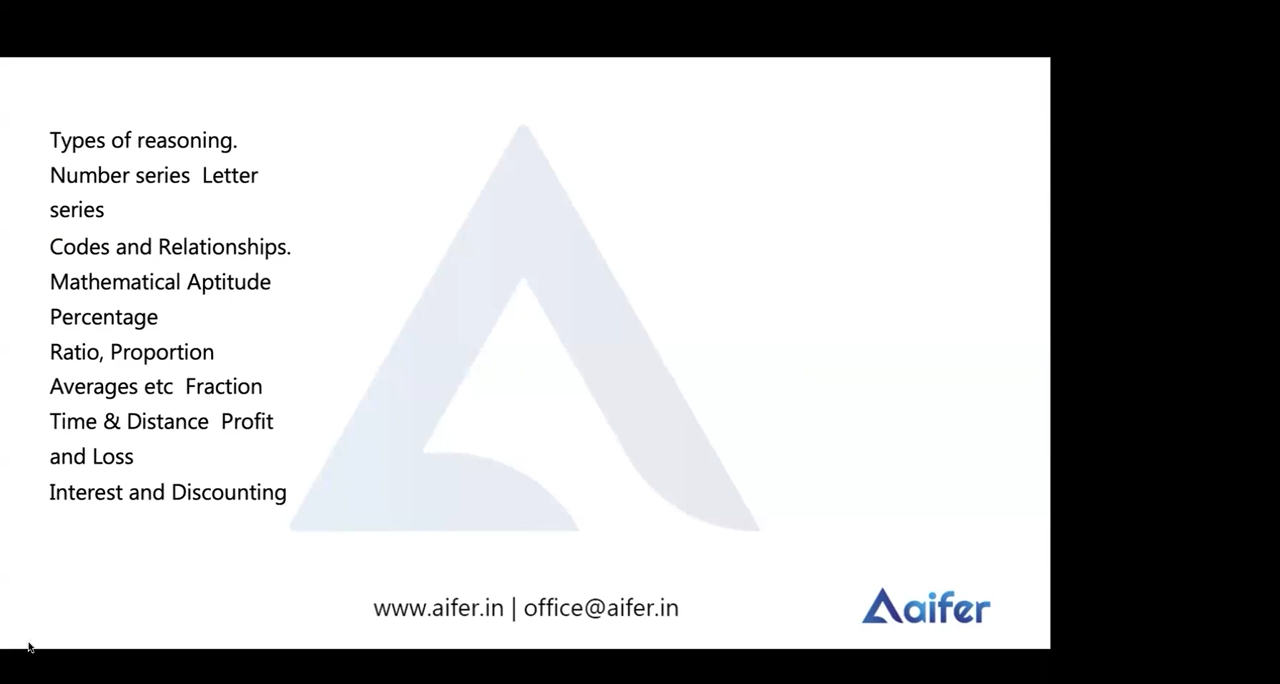 Types of reasoning.
Number series  Letter
series
Codes and Relationships.
Mathematical Aptitude
Percentage
Ratio, Proportion
Averages etc  Fraction
Time & Distance  Profit
and Loss
Interest and Discounting
www.aifer.in | office@aifer.in
aifer